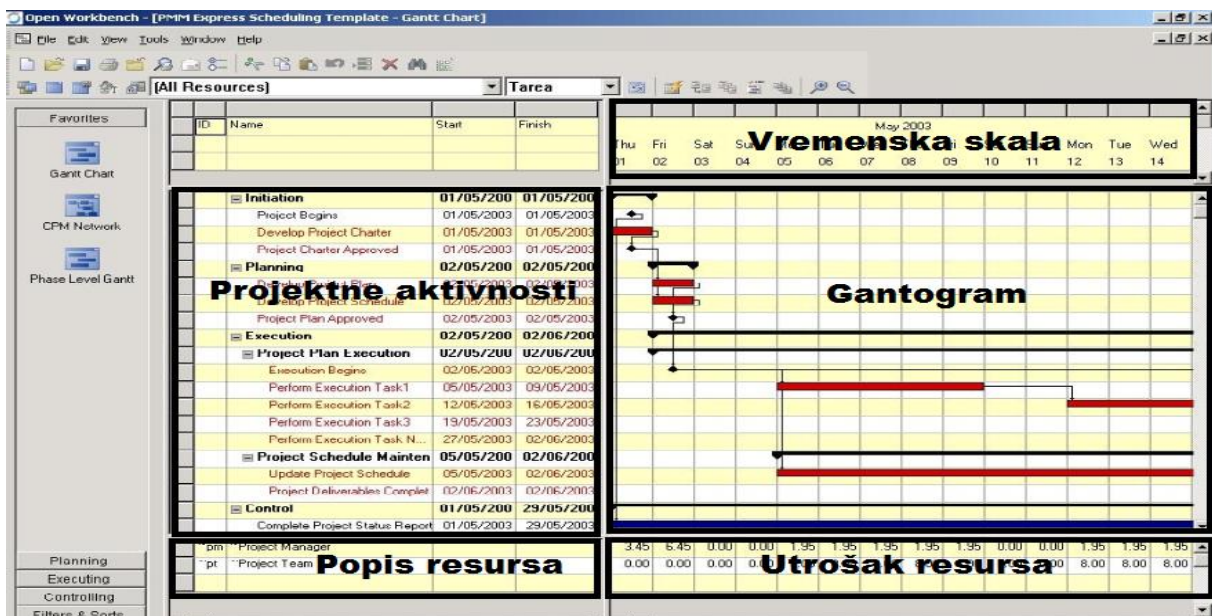 Open Workbench - [PMM Express Scheduling Template - Gantt Chart]
File Edit View Tools Window Help
[All Resources] Tarea
Favorites
Gantt Chart
CPM Network
Phase Level Gantt
Planning
Executing
Controlling
Filters & Sorts
ID Name Start Finish
May 2003
Vremenska skala
Thu Fri Sat Mon Tue Wed
01 02 03 04 05 06 07 08 09 10 11 12 13 14
Initiation 01/05/200 01/05/200
Project Begins 01/05/2003 01/05/2003
Develop Project Charter 01/05/2003 01/05/2003
Project Charter Approved 01/05/2003 01/05/2003
Planning 02/05/200 02/05/200
Projektne aktivnosti
Develop Project Schedule 02/05/2003 02/05/2003
Project Plan Approved 02/05/2003 02/05/2003
Execution 02/05/200 02/06/200
Project Plan Execution 02/05/200 02/06/200
Execution Begins 02/05/2003 02/05/2003
Perform Execution Task1 05/05/2003 09/05/2003
Perform Execution Task2 12/05/2003 16/05/2003
Perform Execution Task3 19/05/2003 23/05/2003
Perform Execution Task N... 27/05/2003 02/06/2003
Project Schedule Mainten 05/05/200 02/06/200
Update Project Schedule 05/05/2003 02/06/2003
Project Deliverables Complet 02/06/2003 02/06/2003
Control 01/05/200 29/05/200
Complete Project Status Report 01/05/2003 29/05/2003
Gantogram
pm Project Manager
pt Project Team
Popis resursa
3.45 6.45 0.00 0.00 1.95 1.95 1.95 1.95 1.95 0.00 0.00 1.95 1.95 1.95
0.00 0.00 0.00 8.00 8.00 8.00
Utrošak resursa